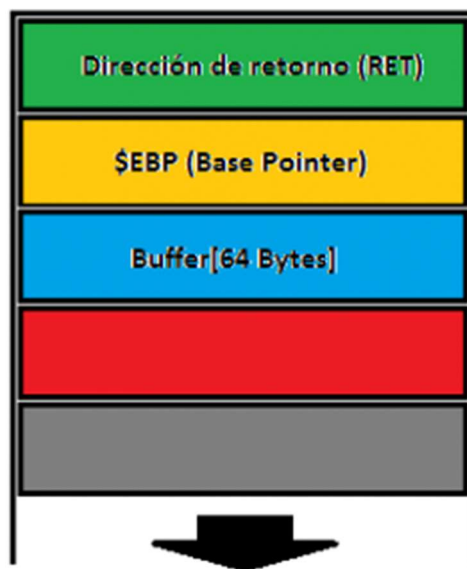 Dirección de retorno (RET)
$EBP (Base Pointer)
Buffer[64 Bytes]